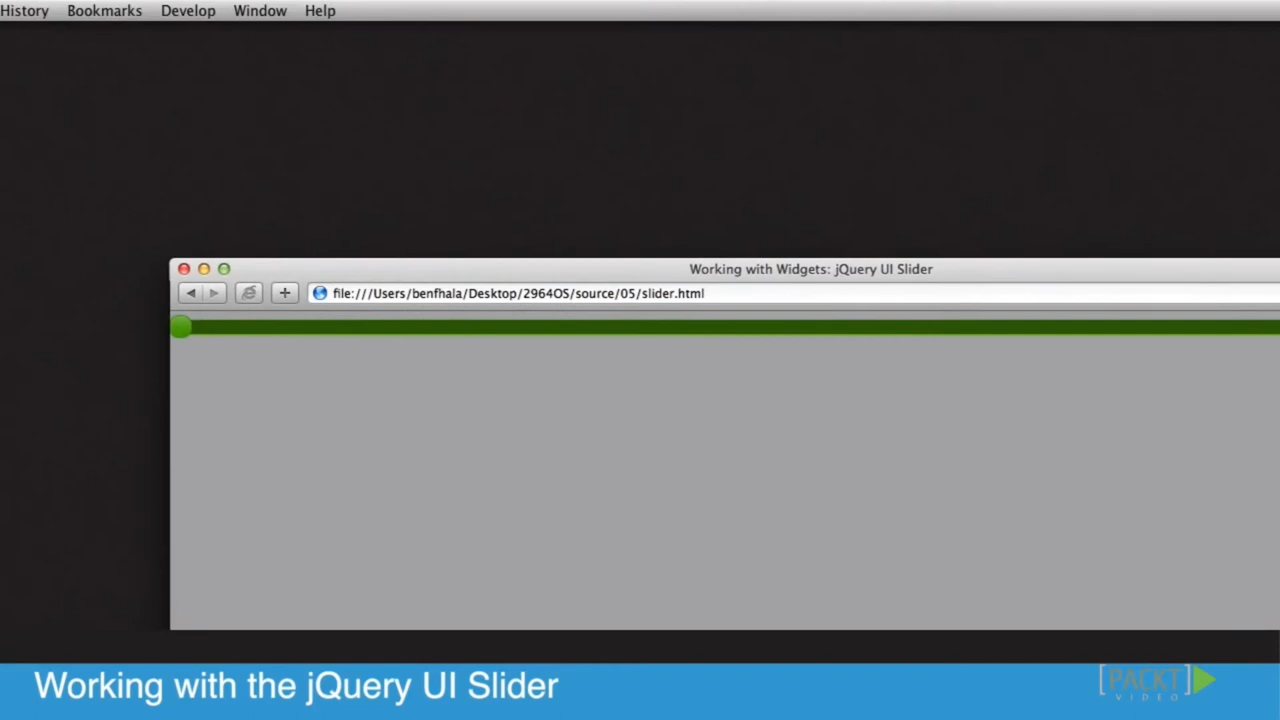 History Bookmarks Develop Window Help
Working with Widgets: jQuery UI Slider
file:///Users/benfhala/Desktop/2964OS/source/05/slider.html
Working with the jQuery UI Slider
[PACKT]
VIDEO